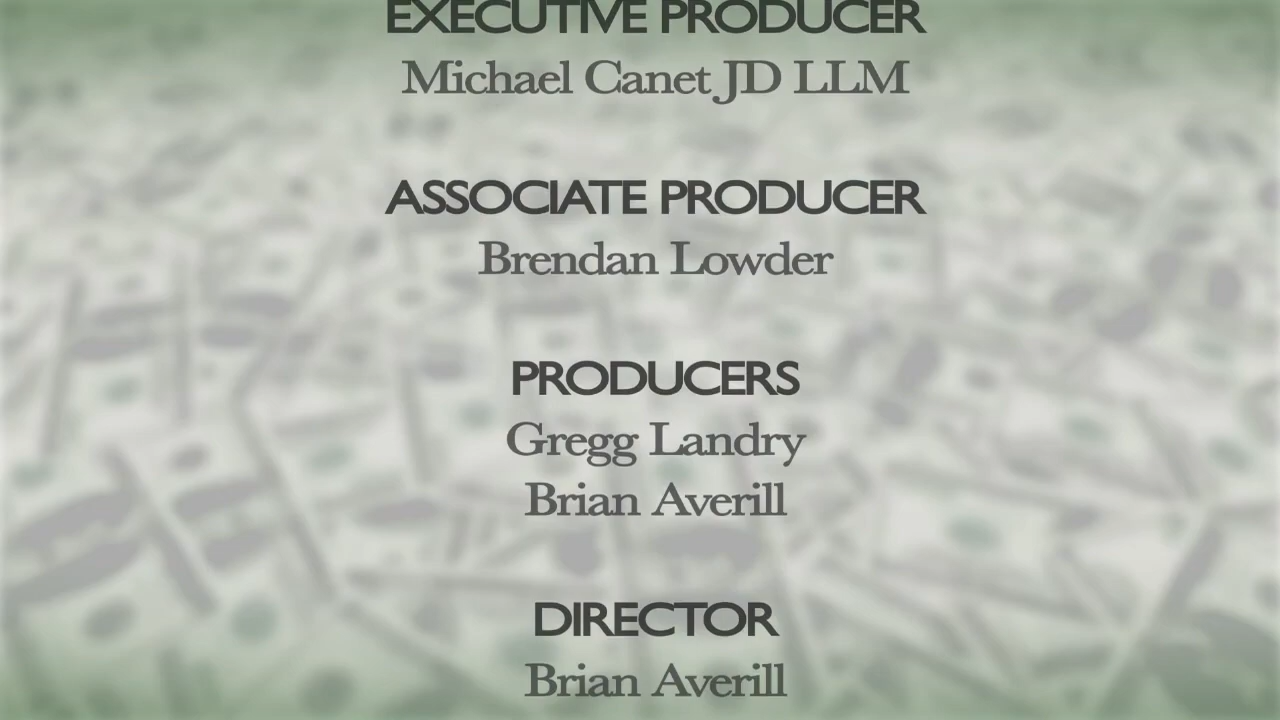 EXECUTIVE PRODUCER
Michael Canet JD LLM
ASSOCIATE PRODUCER
Brendan Lowder
PRODUCERS
Gregg Landry
Brian Averill
DIRECTOR
Brian Averill